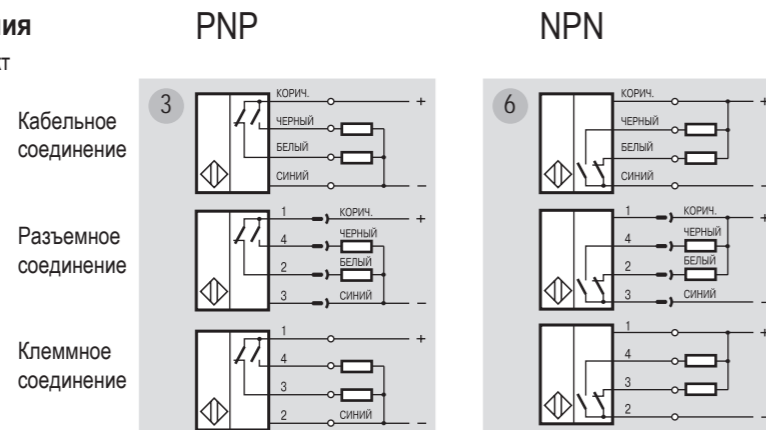 ния
кт
PNP
NPN
Кабельное
соединение
3
КОРИЧ.
+
ЧЕРНЫЙ
БЕЛЫЙ
СИНИЙ
–
6
КОРИЧ.
+
ЧЕРНЫЙ
БЕЛЫЙ
СИНИЙ
–
Разъемное
соединение
1 КОРИЧ. +
4 ЧЕРНЫЙ
2 БЕЛЫЙ
3 СИНИЙ –
1 КОРИЧ. +
4 ЧЕРНЫЙ
2 БЕЛЫЙ
3 СИНИЙ –
Клеммное
соединение
1 +
4
3
2 СИНИЙ –
1 +
4
3
2 –